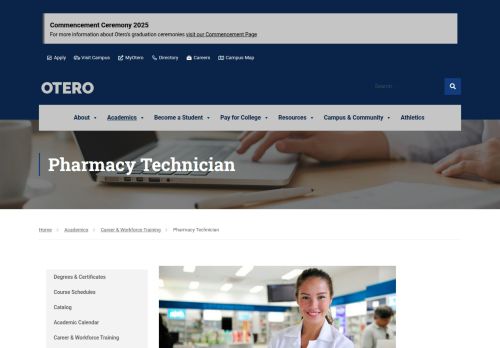 Commencement Ceremony 2025
For more information about Otero's graduation ceremonies visit our Commencement Page
Apply Visit Campus MyOtero Directory Careers Campus Map
OTERO
Search
About Academics Become a Student Pay for College Resources Campus & Community Athletics
Pharmacy Technician
Home Academics Career & Workforce Training Pharmacy Technician
Degrees & Certificates
Course Schedules
Catalog
Academic Calendar
Career & Workforce Training